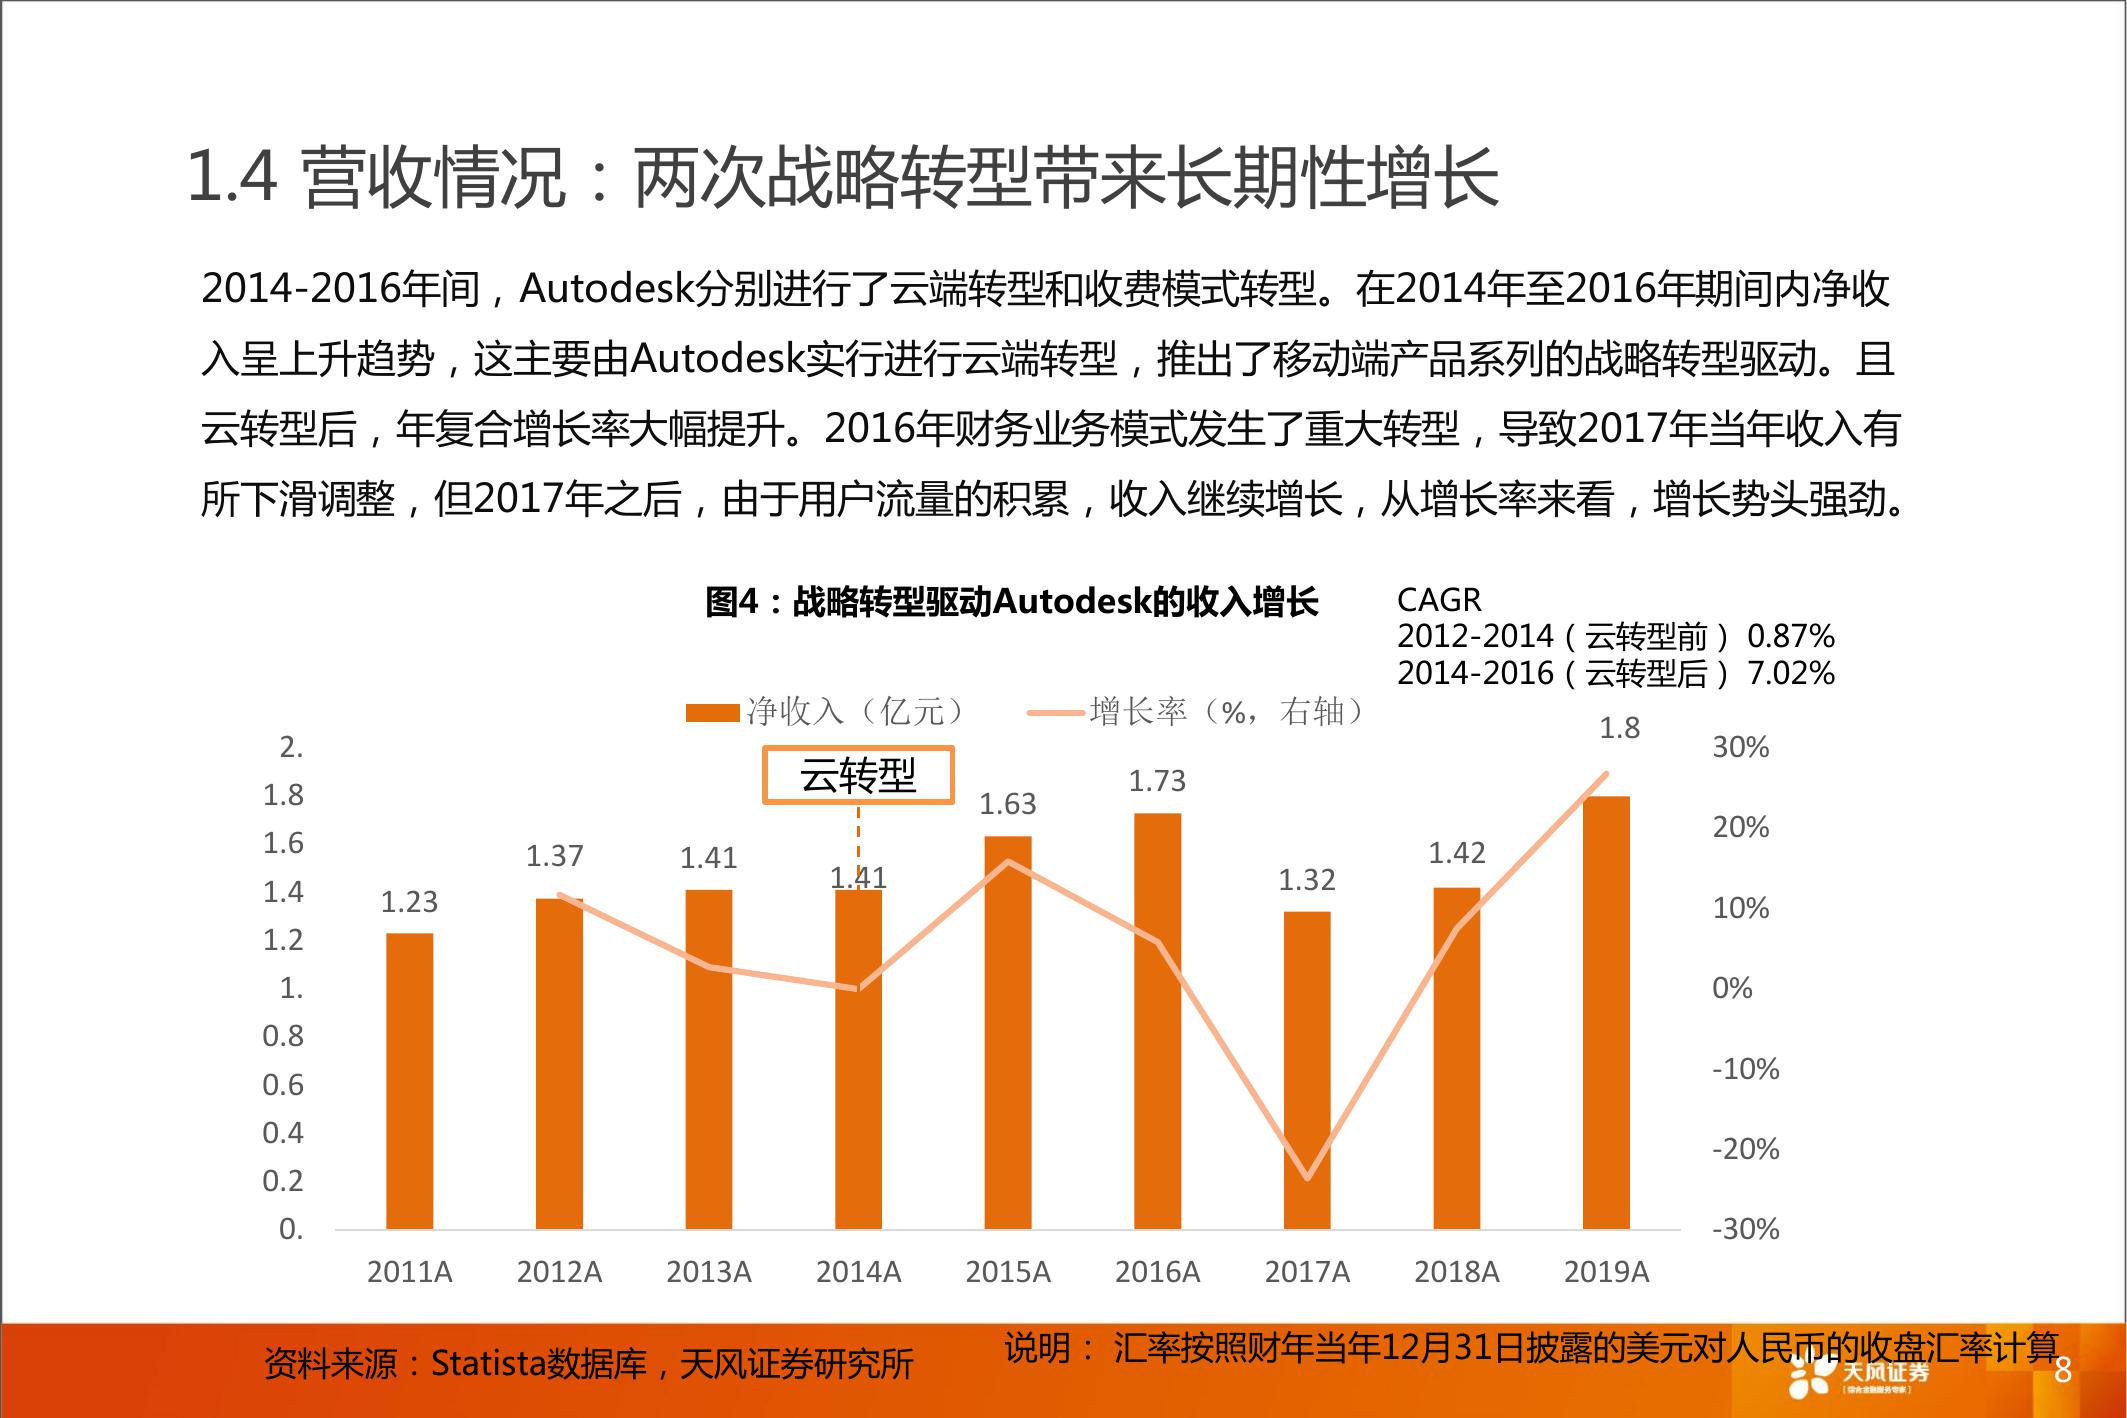 1.4 营收情况：两次战略转型带来长期性增长
2014-2016年间，Autodesk分别进行了云端转型和收费模式转型。在2014年至2016年期间内净收
入呈上升趋势，这主要由Autodesk实行进行云端转型，推出了移动端产品系列的战略转型驱动。且
云转型后，年复合增长率大幅提升。2016年财务业务模式发生了重大转型，导致2017年当年收入有
所下滑调整，但2017年之后，由于用户流量的积累，收入继续增长，从增长率来看，增长势头强劲。
图4：战略转型驱动Autodesk的收入增长
CAGR
2012-2014（云转型前） 0.87%
2014-2016（云转型后） 7.02%
净收入（亿元） 增长率（%，右轴）
云转型
2.
1.8
1.6
1.4
1.2
1.
0.8
0.6
0.4
0.2
0.
1.23
1.37
1.41
1.41
1.63
1.73
1.32
1.42
1.8
30%
20%
10%
0%
-10%
-20%
-30%
2011A 2012A 2013A 2014A 2015A 2016A 2017A 2018A 2019A
资料来源：Statista数据库，天风证券研究所
说明： 汇率按照财年当年12月31日披露的美元对人民币的收盘汇率计算
天风证券
[综合金融服务专家]
8